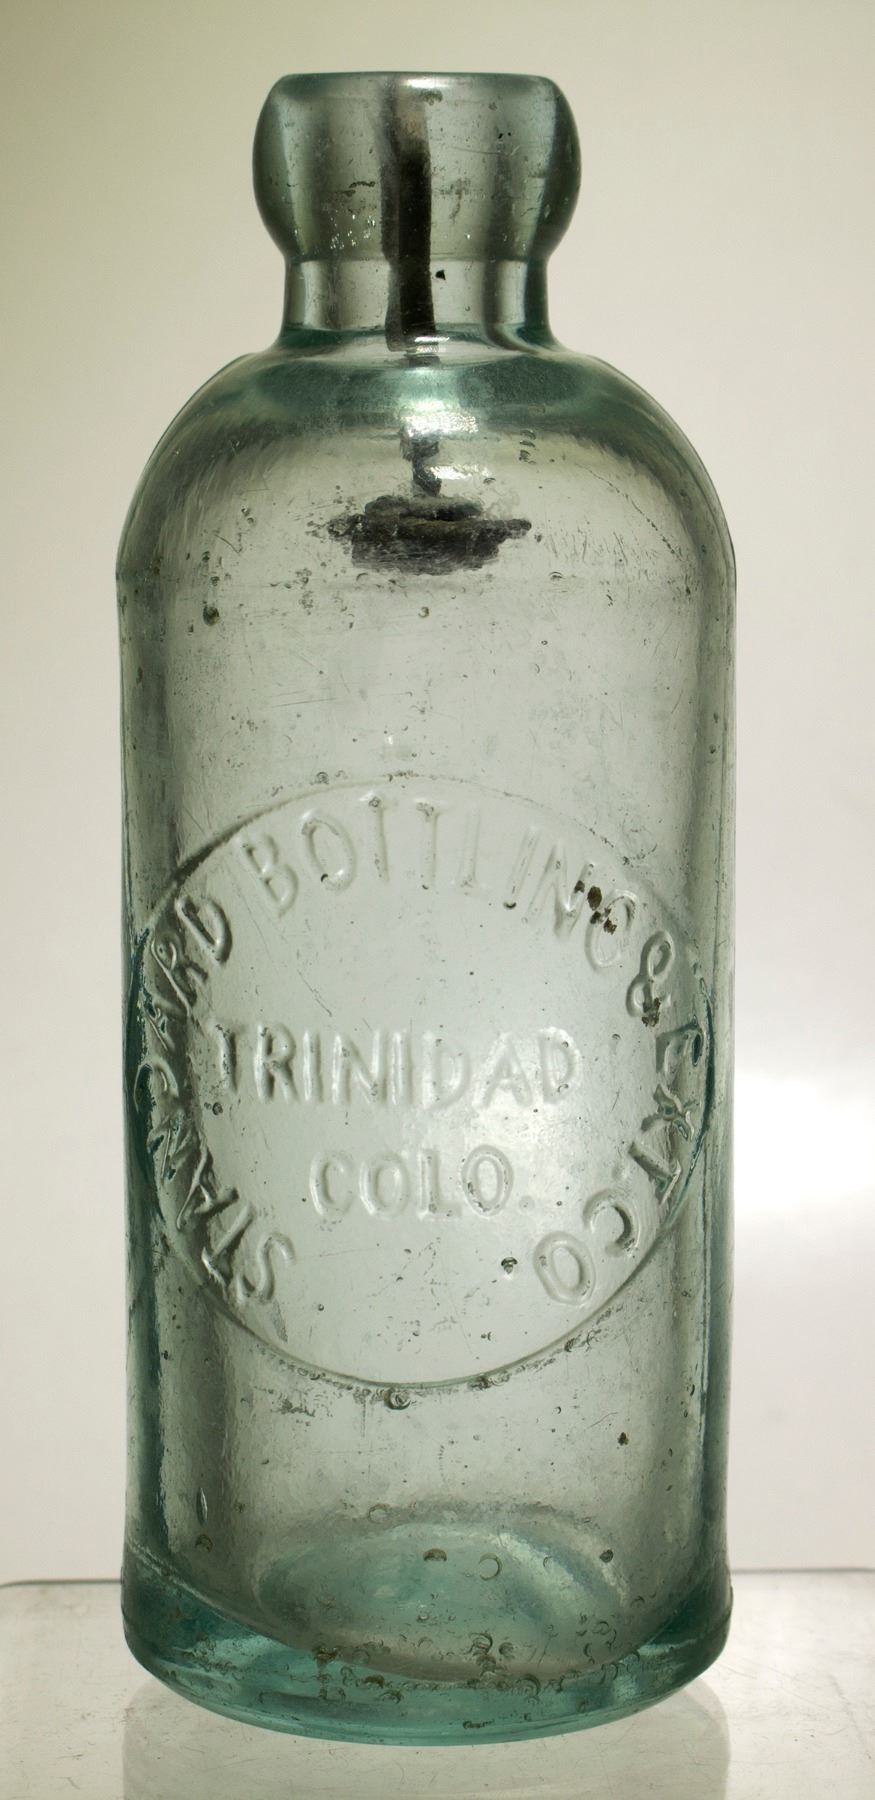 STANDARD BOTTLING & EXT. CO
TRINIDAD
COLO.